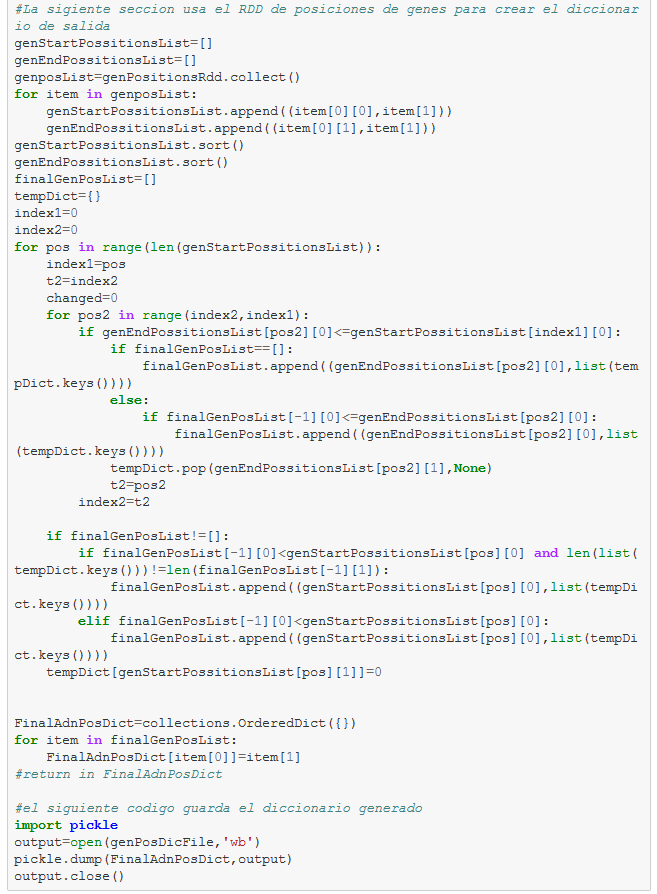 #La sigiente seccion usa el RDD de posiciones de genes para crear el diccionar
io de salida
genStartPossitionsList=[]
genEndPossitionsList=[]
genposList=genPositionsRdd.collect()
for item in genposList:
    genStartPossitionsList.append((item[0][0],item[1]))
    genEndPossitionsList.append((item[0][1],item[1]))
genStartPossitionsList.sort()
genEndPossitionsList.sort()
finalGenPosList=[]
tempDict={}
index1=0
index2=0
for pos in range(len(genStartPossitionsList)):
    index1=pos
    t2=index2
    changed=0
    for pos2 in range(index2,index1):
        if genEndPossitionsList[pos2][0]<=genStartPossitionsList[index1][0]:
            if finalGenPosList==[]:
                finalGenPosList.append((genEndPossitionsList[pos2][0],list(tem
pDict.keys())))
            else:
                if finalGenPosList[-1][0]<=genEndPossitionsList[pos2][0]:
                    finalGenPosList.append((genEndPossitionsList[pos2][0],list
(tempDict.keys())))
            tempDict.pop(genEndPossitionsList[pos2][1],None)
            t2=pos2
        index2=t2
    if finalGenPosList!=[]:
        if finalGenPosList[-1][0]<genStartPossitionsList[pos][0] and len(list(
tempDict.keys()))!=len(finalGenPosList[-1][1]):
            finalGenPosList.append((genStartPossitionsList[pos][0],list(tempDi
ct.keys())))
        elif finalGenPosList[-1][0]<genStartPossitionsList[pos][0]:
            finalGenPosList.append((genStartPossitionsList[pos][0],list(tempDi
ct.keys())))
    tempDict[genStartPossitionsList[pos][1]]=0
FinalAdnPosDict=collections.OrderedDict({})
for item in finalGenPosList:
    FinalAdnPosDict[item[0]]=item[1]
#return in FinalAdnPosDict
#el siguiente codigo guarda el diccionario generado
import pickle
output=open(genPosDicFile,'wb')
pickle.dump(FinalAdnPosDict,output)
output.close()